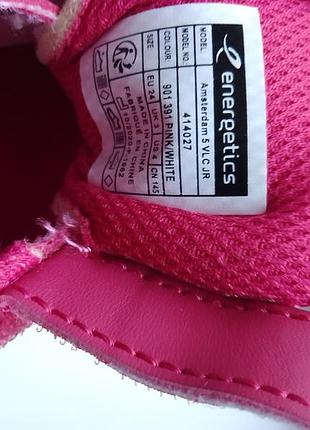 energetics
MODEL: Amsterdam 5 VLC JR
MODEL NO.: 414027
COLOUR: 901 391 PINK/WHITE
SIZE: EU 24 UK 7 US 8 CN 145
MADE IN CHINA
FABRIQUÉ EN CHINE